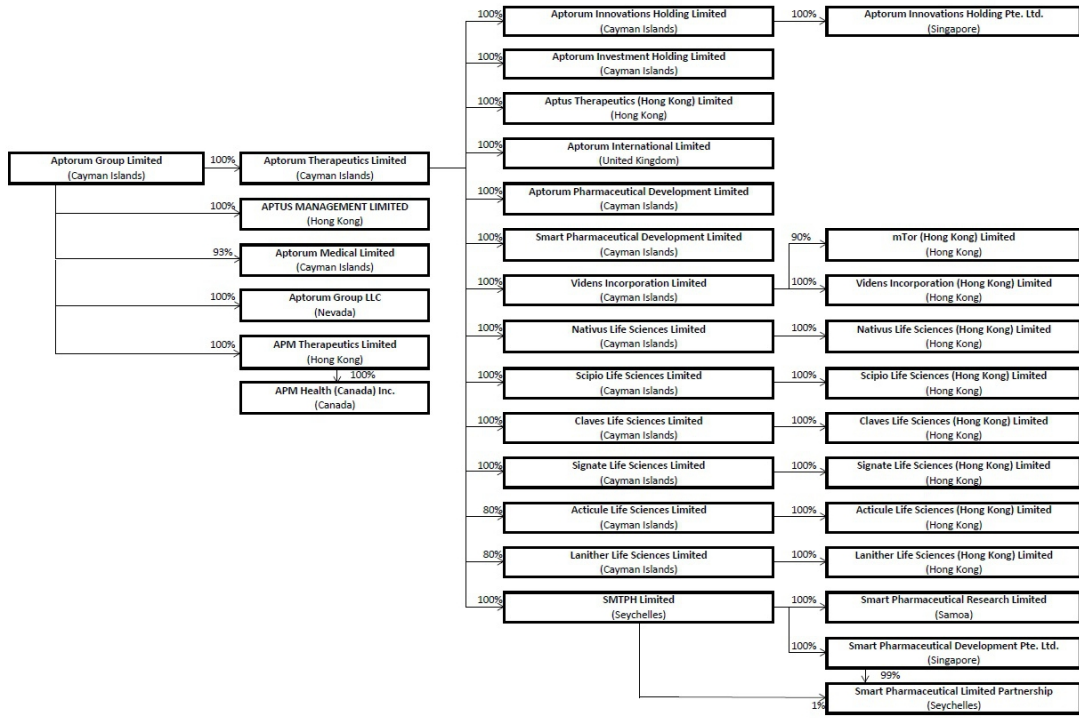 100%
Aptorum Innovations Holding Limited
(Cayman Islands)
100%
Aptorum Innovations Holding Pte. Ltd.
(Singapore)
100%
Aptorum Investment Holding Limited
(Cayman Islands)
100%
Aptus Therapeutics (Hong Kong) Limited
(Hong Kong)
Aptorum Group Limited
(Cayman Islands)
100%
Aptorum Therapeutics Limited
(Cayman Islands)
100%
Aptorum International Limited
(United Kingdom)
100%
APTUS MANAGEMENT LIMITED
(Hong Kong)
100%
Aptorum Pharmaceutical Development Limited
(Cayman Islands)
93%
Aptorum Medical Limited
(Cayman Islands)
100%
Smart Pharmaceutical Development Limited
(Cayman Islands)
90%
mTor (Hong Kong) Limited
(Hong Kong)
100%
Aptorum Group LLC
(Nevada)
100%
Videns Incorporation Limited
(Cayman Islands)
100%
Videns Incorporation (Hong Kong) Limited
(Hong Kong)
100%
APM Therapeutics Limited
(Hong Kong)
100%
Nativus Life Sciences Limited
(Cayman Islands)
100%
Nativus Life Sciences (Hong Kong) Limited
(Hong Kong)
100%
APM Health (Canada) Inc.
(Canada)
100%
Scipio Life Sciences Limited
(Cayman Islands)
100%
Scipio Life Sciences (Hong Kong) Limited
(Hong Kong)
100%
Claves Life Sciences Limited
(Cayman Islands)
100%
Claves Life Sciences (Hong Kong) Limited
(Hong Kong)
100%
Signate Life Sciences Limited
(Cayman Islands)
100%
Signate Life Sciences (Hong Kong) Limited
(Hong Kong)
80%
Acticule Life Sciences Limited
(Cayman Islands)
100%
Acticule Life Sciences (Hong Kong) Limited
(Hong Kong)
80%
Lanither Life Sciences Limited
(Cayman Islands)
100%
Lanither Life Sciences (Hong Kong) Limited
(Hong Kong)
100%
SMTPH Limited
(Seychelles)
100%
Smart Pharmaceutical Research Limited
(Samoa)
100%
Smart Pharmaceutical Development Pte. Ltd.
(Singapore)
99%
1%
Smart Pharmaceutical Limited Partnership
(Seychelles)